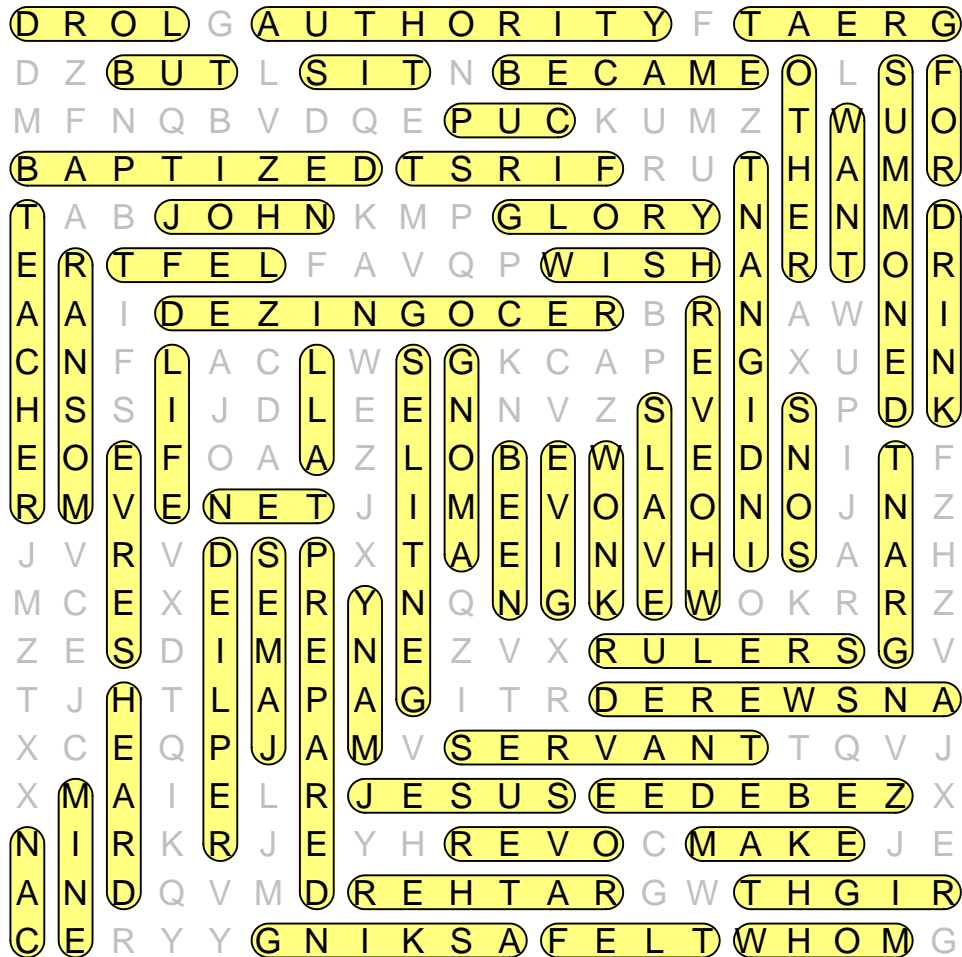 D R O L G A U T H O R I T Y F T A E R G
D Z B U T L S I T N B E C A M E O L S F
M F N Q B V D Q E P U C K U M Z T W U O
B A P T I Z E D T S R I F R U T H A M R
T A B J O H N K M P G L O R Y N E N M D
E R T F E L F A V Q P W I S H A R T O R
A A I D E Z I N G O C E R B R N A W N I
C N F L A C L W S G K C A P E G X U E N
H S S I J D L E E N N V Z S V I S P D K
E O E F O A A Z L O B E W L E D N I T F
R M V E N E T J I M E V O A O N O J N Z
J V R V D S P X T A E I N V H I S A A H
M C E X E E R Y N Q N G K E W O K R R Z
Z E S D I M E N E Z V X R U L E R S G V
T J H T L A P A G I T R D E R E W S N A
X C E Q P J A M V S E R V A N T T Q V J
X M A I E L R J E S U S E E D E B E Z X
N I R K R J E Y H R E V O C M A K E J E
A N D Q V M D R E H T A R G W T H G I R
C E R Y Y G N I K S A F E L T W H O M G